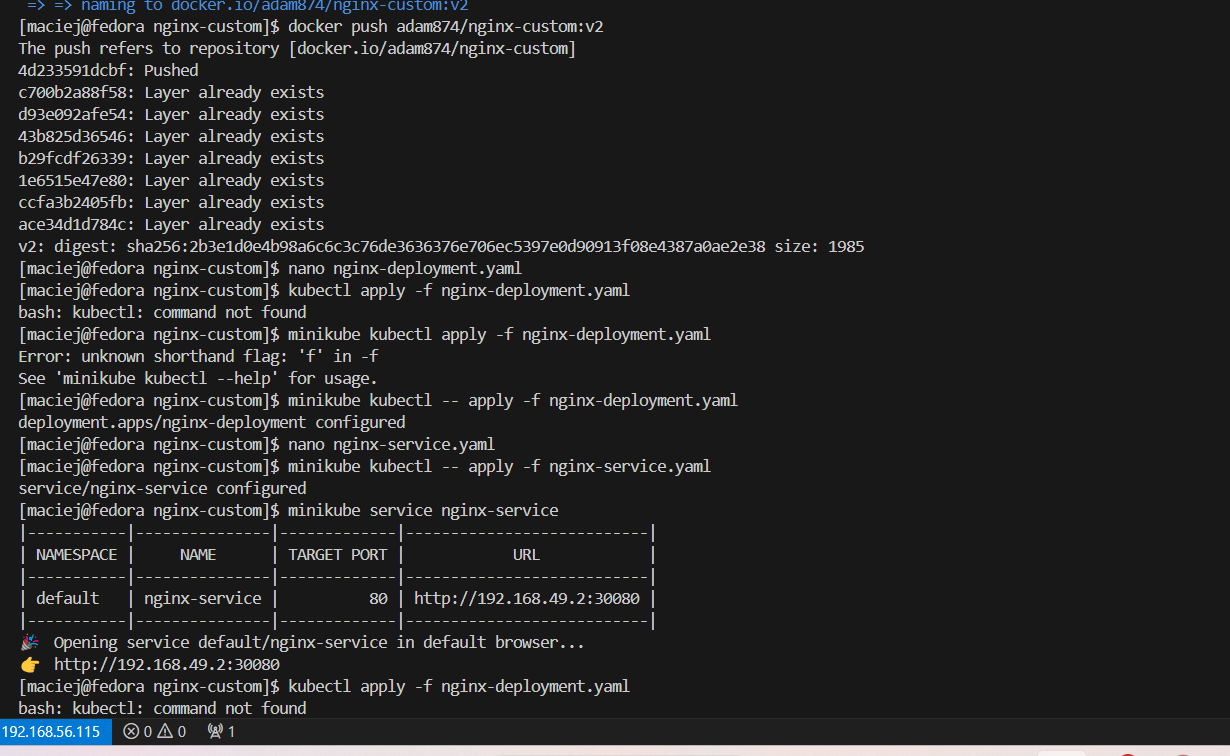 => => naming to docker.io/adam874/nginx-custom:v2
[maciej@fedora nginx-custom]$ docker push adam874/nginx-custom:v2
The push refers to repository [docker.io/adam874/nginx-custom]
4d233591dcbf: Pushed
c700b2a88f58: Layer already exists
d93e092afe54: Layer already exists
43b825d36546: Layer already exists
b29fcdf26339: Layer already exists
1e6515e47e80: Layer already exists
ccfa3b2405fb: Layer already exists
ace34d1d784c: Layer already exists
v2: digest: sha256:2b3e1d0e4b98a6c6c3c76de3636376e706ec5397e0d90913f08e4387a0ae2e38 size: 1985
[maciej@fedora nginx-custom]$ nano nginx-deployment.yaml
[maciej@fedora nginx-custom]$ kubectl apply -f nginx-deployment.yaml
bash: kubectl: command not found
[maciej@fedora nginx-custom]$ minikube kubectl apply -f nginx-deployment.yaml
Error: unknown shorthand flag: 'f' in -f
See 'minikube kubectl --help' for usage.
[maciej@fedora nginx-custom]$ minikube kubectl -- apply -f nginx-deployment.yaml
deployment.apps/nginx-deployment configured
[maciej@fedora nginx-custom]$ nano nginx-service.yaml
[maciej@fedora nginx-custom]$ minikube kubectl -- apply -f nginx-service.yaml
service/nginx-service configured
[maciej@fedora nginx-custom]$ minikube service nginx-service
|-----------|---------------|-------------|---------------------------|
| NAMESPACE |     NAME      | TARGET PORT |            URL            |
|-----------|---------------|-------------|---------------------------|
| default   | nginx-service |          80 | http://192.168.49.2:30080 |
|-----------|---------------|-------------|---------------------------|
🎉 Opening service default/nginx-service in default browser...
👉 http://192.168.49.2:30080
[maciej@fedora nginx-custom]$ kubectl apply -f nginx-deployment.yaml
bash: kubectl: command not found
192.168.56.115 0 0 1